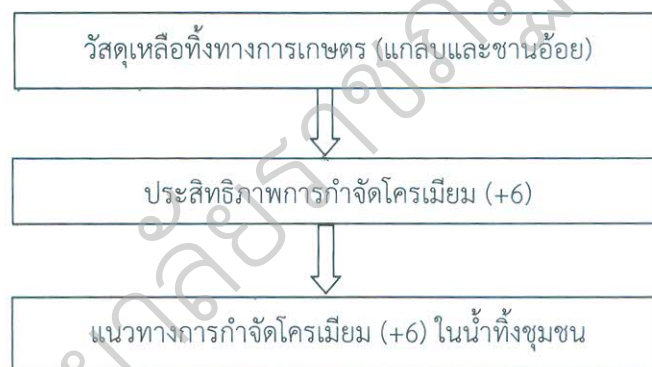 วัสดุเหลือทิ้งทางการเกษตร (แกลบและชานอ้อย)
ประสิทธิภาพการกำจัดโครเมียม (+6)
แนวทางการกำจัดโครเมียม (+6) ในน้ำทิ้งชุมชน